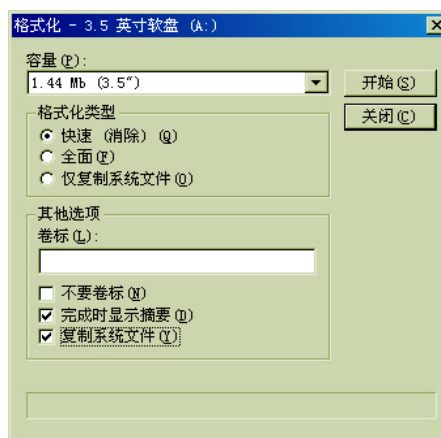 格式化 - 3.5 英寸软盘 (A:)
容量(P):
1.44 Mb (3.5")
开始(S)
关闭(C)
格式化类型
快速 (消除) (Q)
全面(F)
仅复制系统文件(O)
其他选项
卷标(L):
不要卷标(N)
完成时显示摘要(D)
复制系统文件(Y)